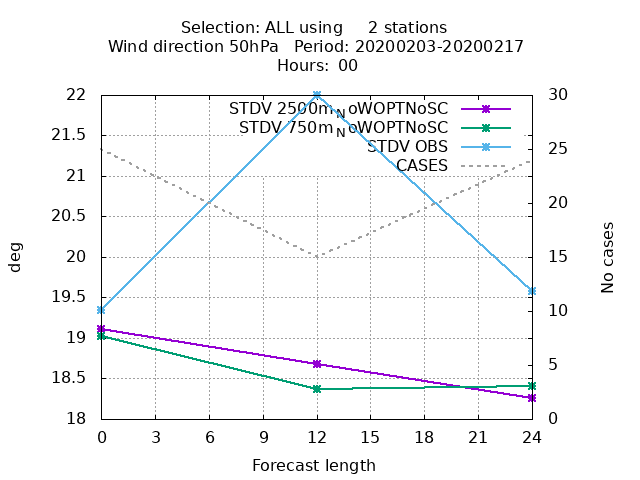 Selection: ALL using     2 stations
Wind direction 50hPa   Period: 20200203-20200217
Hours: 00
22
21.5
21
20.5
20
19.5
19
18.5
18
30
25
20
15
10
5
0
STDV 2500m_NoWOPTNoSC
STDV 750m_NoWOPTNoSC
STDV OBS
CASES
deg
No cases
0 3 6 9 12 15 18 21 24
Forecast length